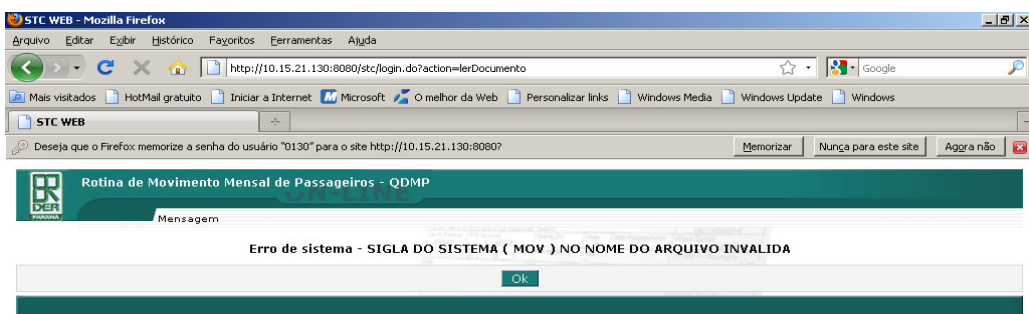 STC WEB - Mozilla Firefox
Arquivo Editar Exibir Histórico Favoritos Ferramentas Ajuda
http://10.15.21.130:8080/stc/login.do?action=lerDocumento
Google
Mais visitados HotMail gratuito Iniciar a Internet Microsoft O melhor da Web Personalizar links Windows Media Windows Update Windows
STC WEB
Deseja que o Firefox memorize a senha do usuário "0130" para o site http://10.15.21.130:8080? Memorizar Nunca para este site Agora não
DER
PARANÁ
Rotina de Movimento Mensal de Passageiros - QDMP
ON-LINE
Mensagem
Erro de sistema - SIGLA DO SISTEMA ( MOV ) NO NOME DO ARQUIVO INVALIDA
Ok